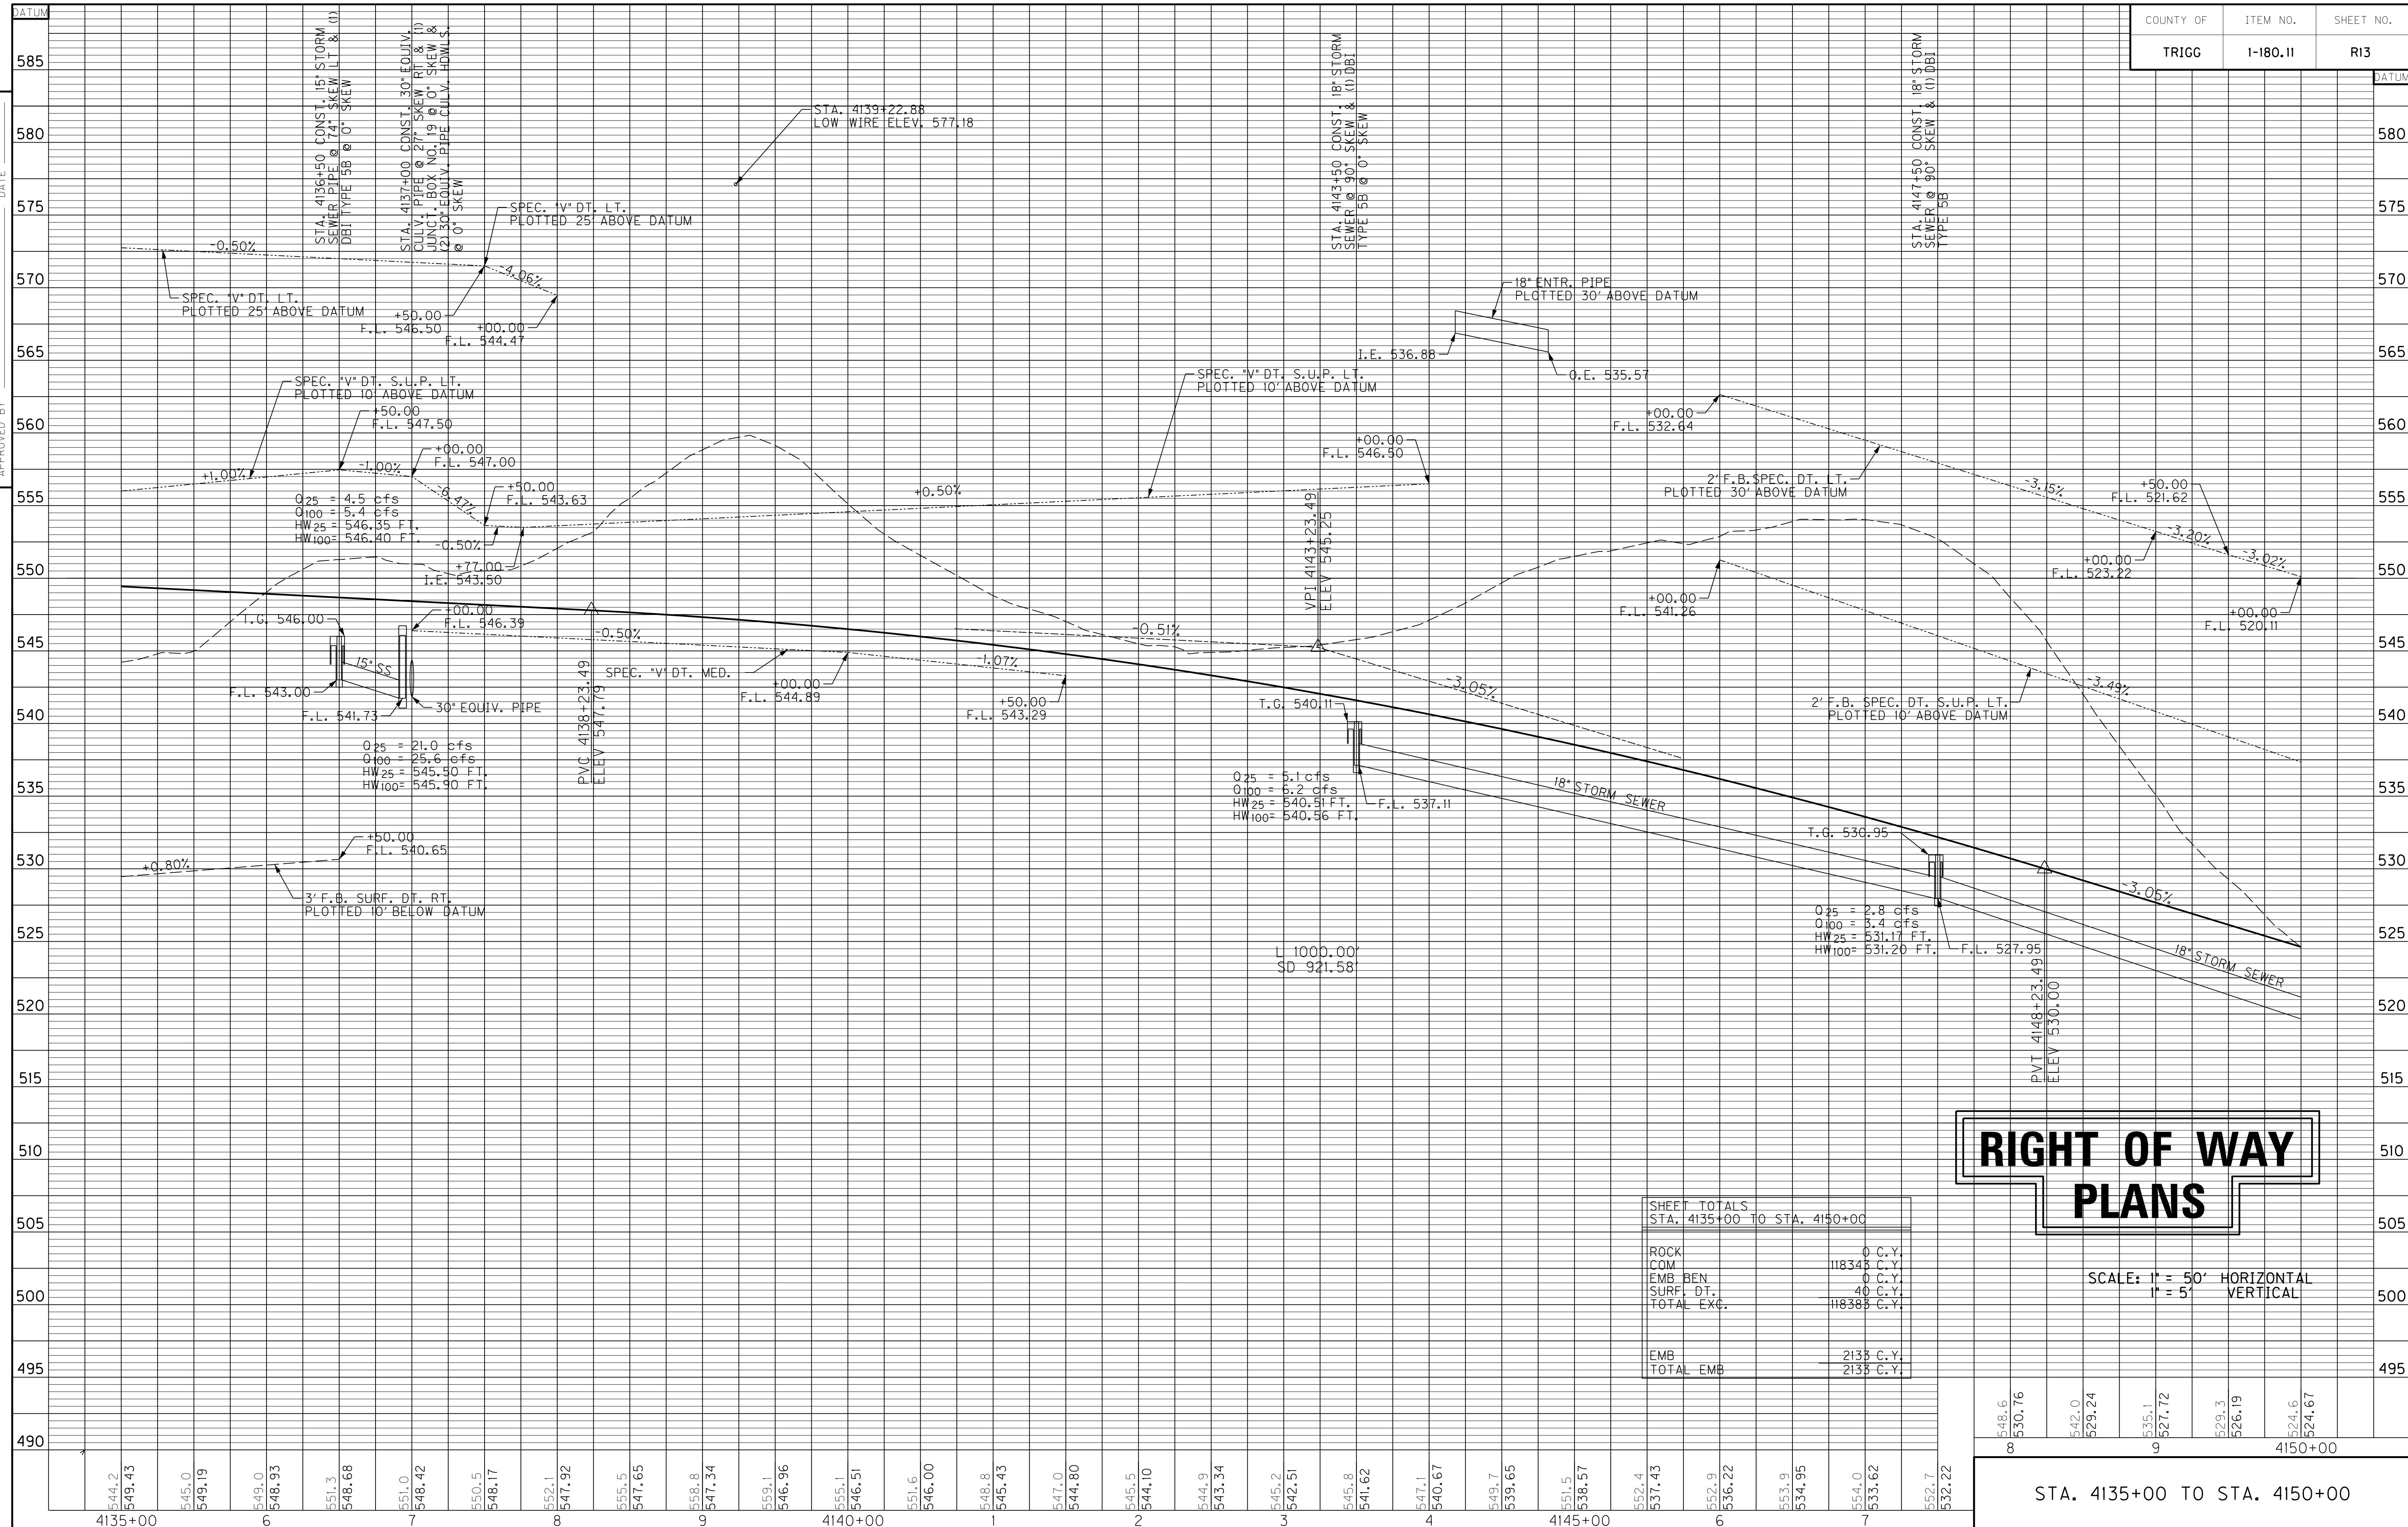 DATUM
COUNTY OF
ITEM NO.
SHEET NO.
TRIGG
1-180.11
R13
DATUM
585
580
575
570
565
560
555
550
545
540
535
530
525
520
515
510
505
500
495
490
580
575
570
565
560
555
550
545
540
535
530
525
520
515
510
505
500
495
DATE
APPROVED BY
STA. 4136+50 CONST. 15" STORM
SEWER PIPE @ 74° SKEW LT & (1)
DBI TYPE 5B @ 0° SKEW
STA. 4137+00 CONST. 30" EQUIV.
CULV. PIPE @ 27° SKEW RT & (1)
JUNCT. BOX NO. 19 @ 0° SKEW &
(2) 30" EQUIV. PIPE CULV. HDWLS.
@ 0° SKEW
STA. 4139+22.88
LOW WIRE ELEV. 577.18
STA. 4143+50 CONST. 18" STORM
SEWER @ 90° SKEW & (1) DBI
TYPE 5B @ 0° SKEW
STA. 4147+50 CONST. 18" STORM
SEWER @ 90° SKEW & (1) DBI
TYPE 5B
SPEC. "V" DT. LT.
PLOTTED 25' ABOVE DATUM
-0.50%
-4.06%
SPEC. "V" DT. LT.
PLOTTED 25' ABOVE DATUM
+50.00
F.L. 546.50
+00.00
F.L. 544.47
18" ENTR. PIPE
PLOTTED 30' ABOVE DATUM
I.E. 536.88
O.E. 535.57
SPEC. "V" DT. S.U.P. LT.
PLOTTED 10' ABOVE DATUM
+50.00
F.L. 547.50
+00.00
F.L. 547.00
+1.00%
-1.00%
-6.47%
+50.00
F.L. 543.63
Q25 = 4.5 cfs
Q100 = 5.4 cfs
HW25 = 546.35 FT.
HW100= 546.40 FT.
-0.50%
+77.00
I.E. 543.50
SPEC. "V" DT. S.U.P. LT.
PLOTTED 10' ABOVE DATUM
+0.50%
+00.00
F.L. 546.50
VPI 4143+23.49
ELEV 545.25
+00.00
F.L. 532.64
2' F.B. SPEC. DT. LT.
PLOTTED 30' ABOVE DATUM
-3.15%
+50.00
F.L. 521.62
-3.20%
-3.02%
+00.00
F.L. 523.22
+00.00
F.L. 520.11
+00.00
F.L. 541.26
T.G. 546.00
+00.00
F.L. 546.39
-0.50%
15" SS
F.L. 543.00
F.L. 541.73
30" EQUIV. PIPE
SPEC. "V" DT. MED.
+00.00
F.L. 544.89
-1.07%
+50.00
F.L. 543.29
-0.51%
-3.05%
2' F.B. SPEC. DT. S.U.P. LT.
PLOTTED 10' ABOVE DATUM
-3.49%
PVC 4138+23.49
ELEV 547.79
Q25 = 21.0 cfs
Q100 = 25.6 cfs
HW25 = 545.50 FT.
HW100= 545.90 FT.
T.G. 540.11
Q25 = 5.1 cfs
Q100 = 6.2 cfs
HW25 = 540.51 FT.
HW100= 540.56 FT.
F.L. 537.11
18" STORM SEWER
T.G. 530.95
Q25 = 2.8 cfs
Q100 = 3.4 cfs
HW25 = 531.17 FT.
HW100= 531.20 FT.
F.L. 527.95
-3.05%
18" STORM SEWER
+50.00
F.L. 540.65
+0.80%
3' F.B. SURF. DT. RT.
PLOTTED 10' BELOW DATUM
L 1000.00'
SD 921.58'
PVT 4148+23.49
ELEV 530.00
RIGHT OF WAY
PLANS
SHEET TOTALS
STA. 4135+00 TO STA. 4150+00
ROCK 0 C.Y.
COM 118343 C.Y.
EMB BEN 0 C.Y.
SURF. DT. 40 C.Y.
TOTAL EXC. 118383 C.Y.
EMB 2133 C.Y.
TOTAL EMB 2133 C.Y.
SCALE: 1" = 50' HORIZONTAL
1" = 5' VERTICAL
544.2
549.43
545.0
549.19
549.0
548.93
551.3
548.68
551.0
548.42
550.5
548.17
552.1
547.92
555.5
547.65
558.8
547.34
559.1
546.96
555.1
546.51
551.6
546.00
548.8
545.43
547.0
544.80
545.5
544.10
544.9
543.34
545.2
542.51
545.8
541.62
547.1
540.67
549.7
539.65
551.5
538.57
552.4
537.43
552.9
536.22
553.9
534.95
554.0
533.62
552.7
532.22
548.6
530.76
542.0
529.24
535.1
527.72
529.3
526.19
524.6
524.67
8 9 4150+00
4135+00 6 7 8 9 4140+00 1 2 3 4 4145+00 6 7
STA. 4135+00 TO STA. 4150+00